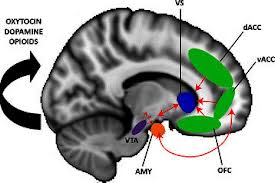 VS
dACC
OXYTOCIN
DOPAMINE
OPIOIDS
vACC
VTA
AMY
OFC